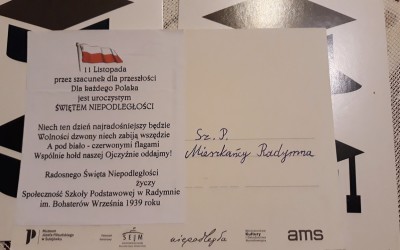 11 Listopada
przez szacunek dla przeszłości
Dla każdego Polaka
jest uroczystym
ŚWIĘTEM NIEPODLEGŁOŚCI
Niech ten dzień najradośniejszy będzie
Wolności dzwony niech zabiją wszędzie
A pod biało - czerwonymi flagami
Wspólnie hołd naszej Ojczyźnie oddajmy!
Radosnego Święta Niepodległości
życzy
Społeczność Szkoły Podstawowej w Radymnie
im. Bohaterów Września 1939 roku
Sz. P.
Mieszkańcy Radymna
SEJM
niepodległa
Kultury
ams